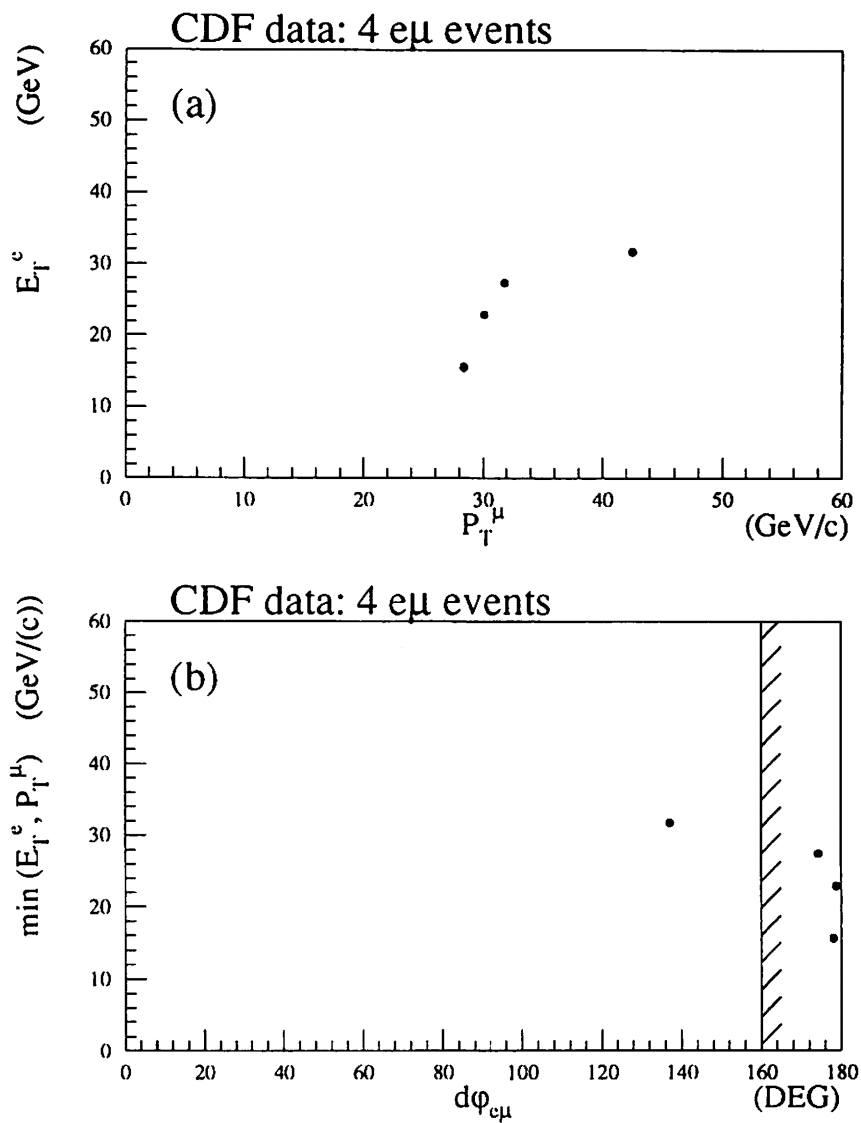 CDF data: 4 eμ events
(a)
E_T^e (GeV)
60
50
40
30
20
10
0
0 10 20 30 40 50 60
P_T^μ (GeV/c)
CDF data: 4 eμ events
(b)
min (E_T^e, P_T^μ) (GeV/(c))
60
50
40
30
20
10
0
0 20 40 60 80 100 120 140 160 180
dφ_eμ (DEG)